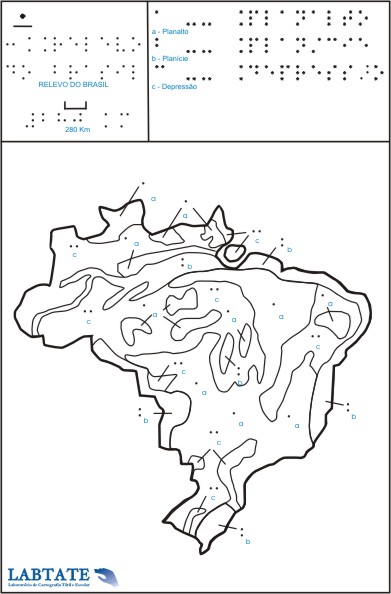 RELEVO DO BRASIL
280 Km
a - Planalto
b - Planície
c - Depressão
a
a
c
b
c
a
b
c
a
c
a
a
a
c
c
b
a
b
b
a
c
a
c
b
LABTATE
Laboratório de Cartografia Tátil e Escolar